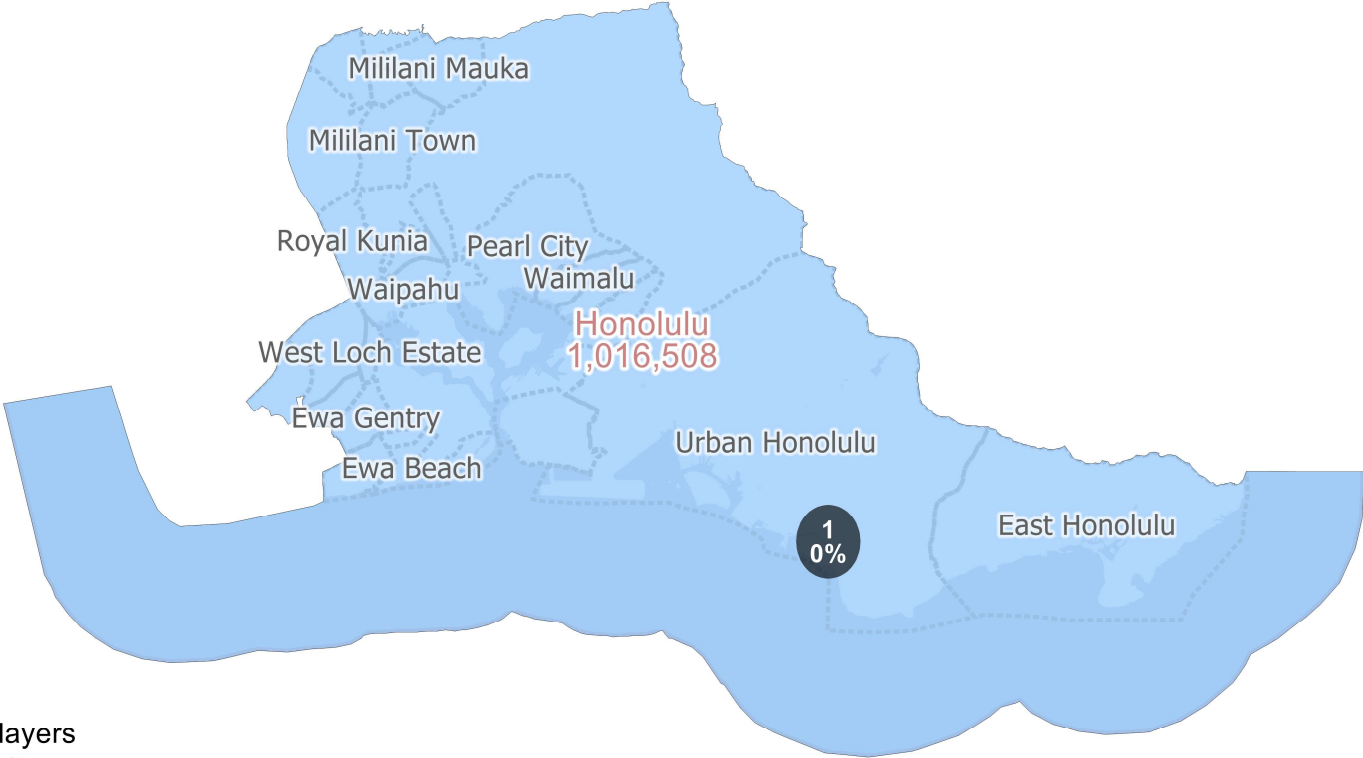 Mililani Mauka
Mililani Town
Royal Kunia
Pearl City
Waimalu
Waipahu
Honolulu
1,016,508
West Loch Estate
Ewa Gentry
Urban Honolulu
Ewa Beach
1
0%
East Honolulu
layers